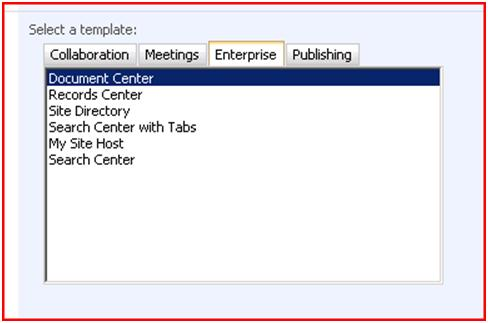 Select a template:
Collaboration Meetings Enterprise Publishing
Document Center
Records Center
Site Directory
Search Center with Tabs
My Site Host
Search Center